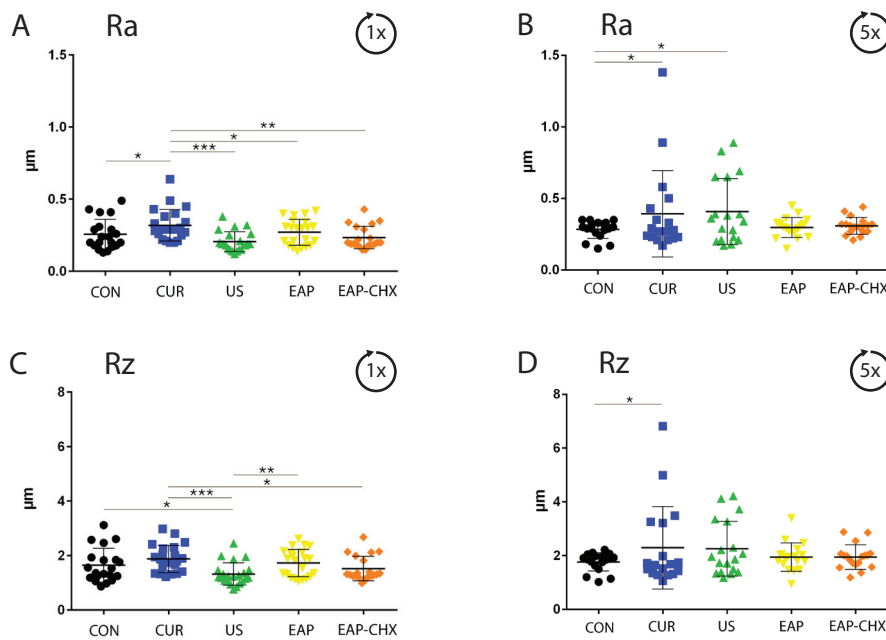 A Ra 1x
1.5
1.0
0.5
0.0
µm
**
*
***
*
CON CUR US EAP EAP-CHX
B Ra 5x
1.5
1.0
0.5
0.0
µm
*
*
CON CUR US EAP EAP-CHX
C Rz 1x
8
6
4
2
0
µm
**
*
***
*
CON CUR US EAP EAP-CHX
D Rz 5x
8
6
4
2
0
µm
*
CON CUR US EAP EAP-CHX